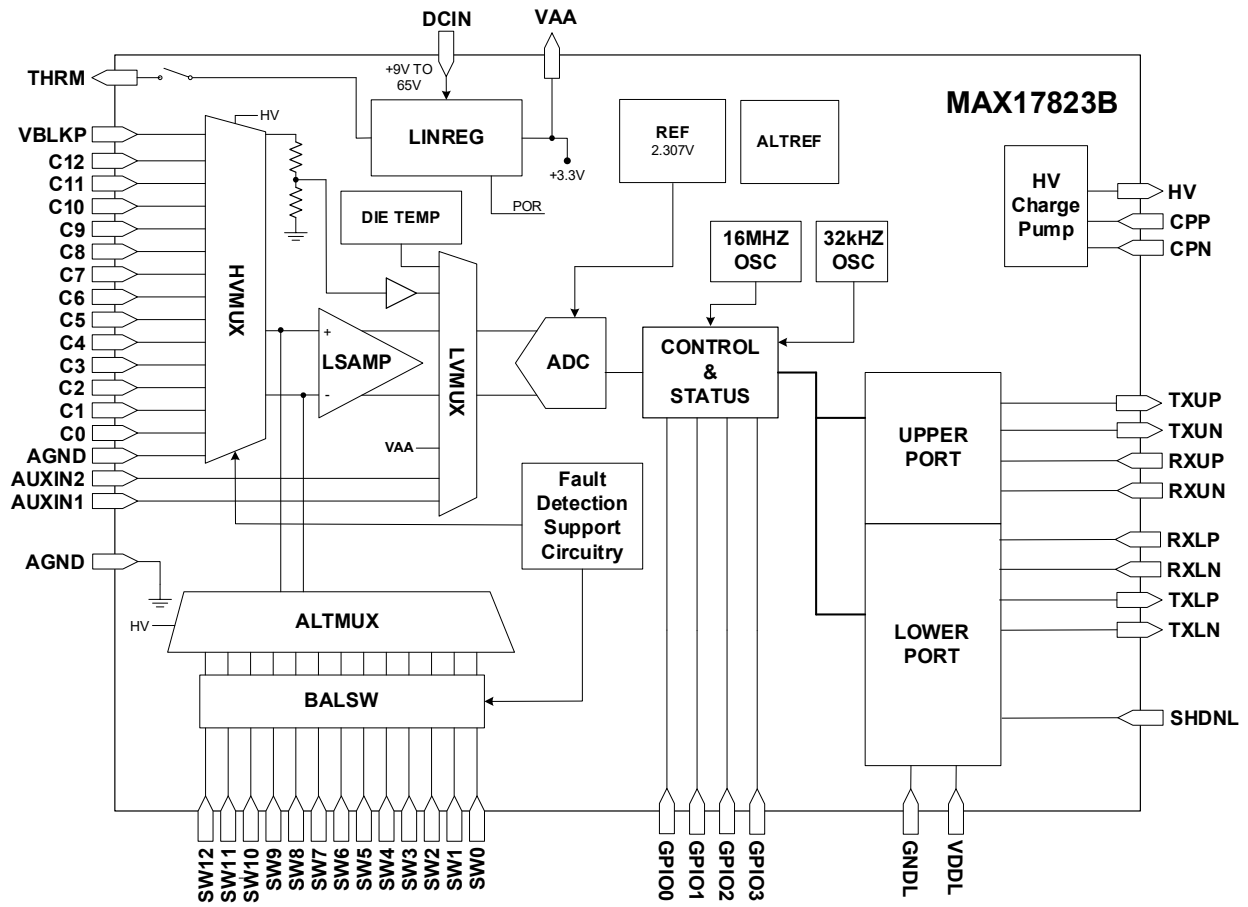 DCIN
VAA
THRM
+9V TO
65V
MAX17823B
HV
LINREG
REF
2.307V
ALTREF
VBLKP
C12
C11
C10
C9
C8
C7
C6
C5
C4
C3
C2
C1
C0
AGND
AUXIN2
AUXIN1
+3.3V
POR
HV
Charge
Pump
HV
CPP
CPN
DIE TEMP
16MHZ
OSC
32kHZ
OSC
HVMUX
+
-
LSAMP
LVMUX
VAA
ADC
CONTROL
&
STATUS
UPPER
PORT
TXUP
TXUN
RXUP
RXUN
Fault
Detection
Support
Circuitry
AGND
HV
ALTMUX
BALSW
LOWER
PORT
RXLP
RXLN
TXLP
TXLN
SHDNL
SW12
SW11
SW10
SW9
SW8
SW7
SW6
SW5
SW4
SW3
SW2
SW1
SW0
GPIO0
GPIO1
GPIO2
GPIO3
GNDL
VDDL